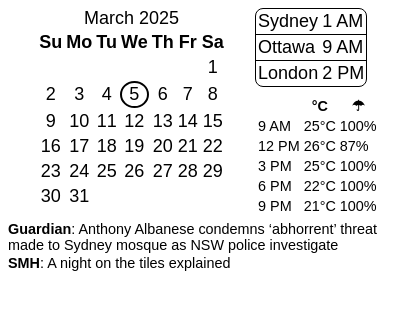 March 2025
Su Mo Tu We Th Fr Sa
1
2 3 4 5 6 7 8
9 10 11 12 13 14 15
16 17 18 19 20 21 22
23 24 25 26 27 28 29
30 31
Sydney 1 AM
Ottawa 9 AM
London 2 PM
°C ☂
9 AM 25°C 100%
12 PM 26°C 87%
3 PM 25°C 100%
6 PM 22°C 100%
9 PM 21°C 100%
Guardian: Anthony Albanese condemns ‘abhorrent’ threat
made to Sydney mosque as NSW police investigate
SMH: A night on the tiles explained